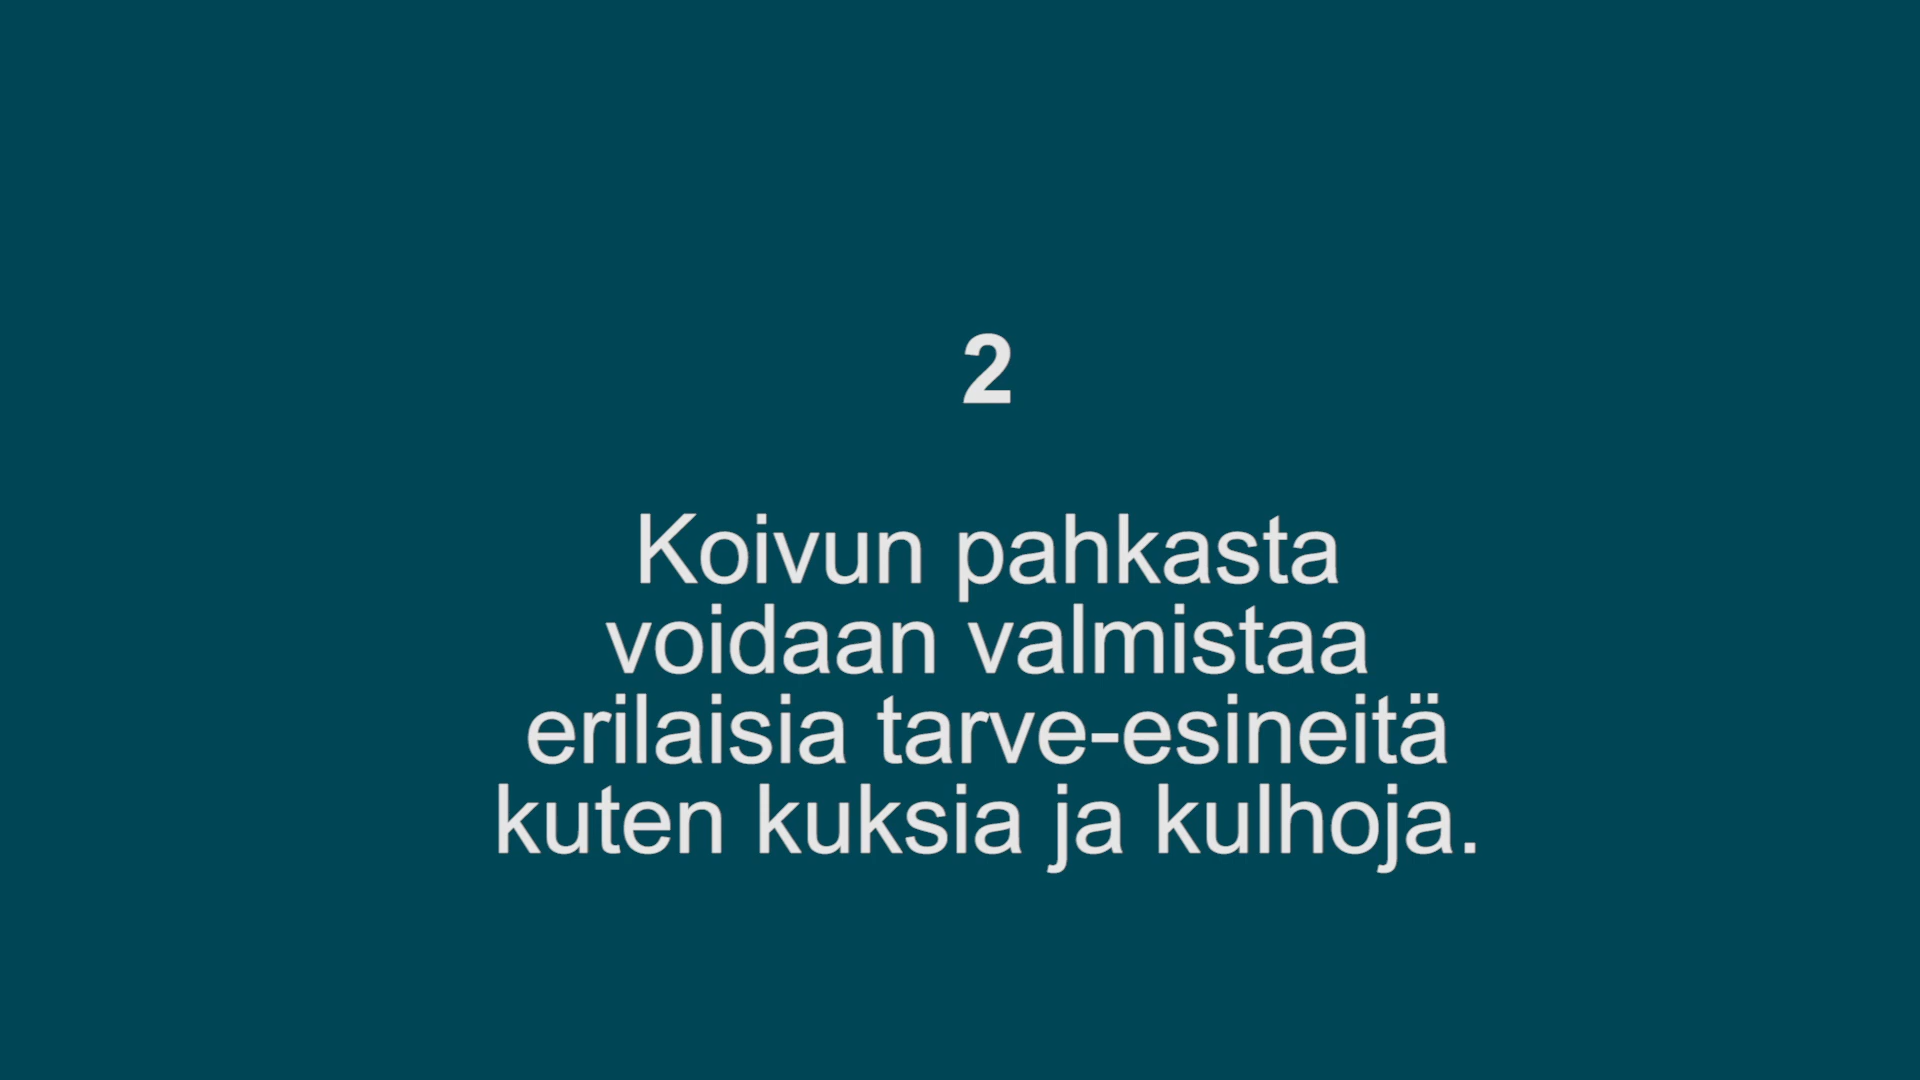 2
Koivun pahkasta
voidaan valmistaa
erilaisia tarve-esineitä
kuten kuksia ja kulhoja.